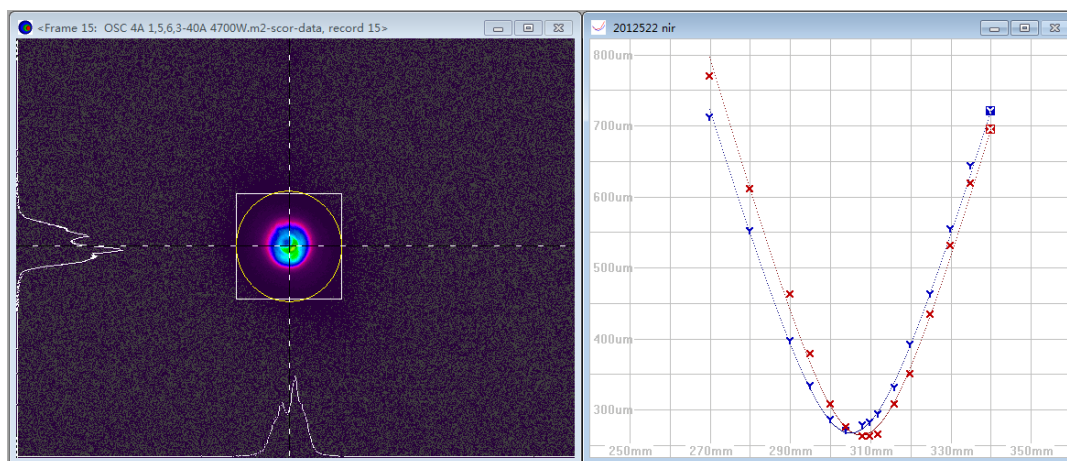 <Frame 15: OSC 4A 1,5,6,3-40A 4700W.m2-scor-data, record 15>
2012522 nir
800um
700um
600um
500um
400um
300um
250mm
270mm
290mm
310mm
330mm
350mm